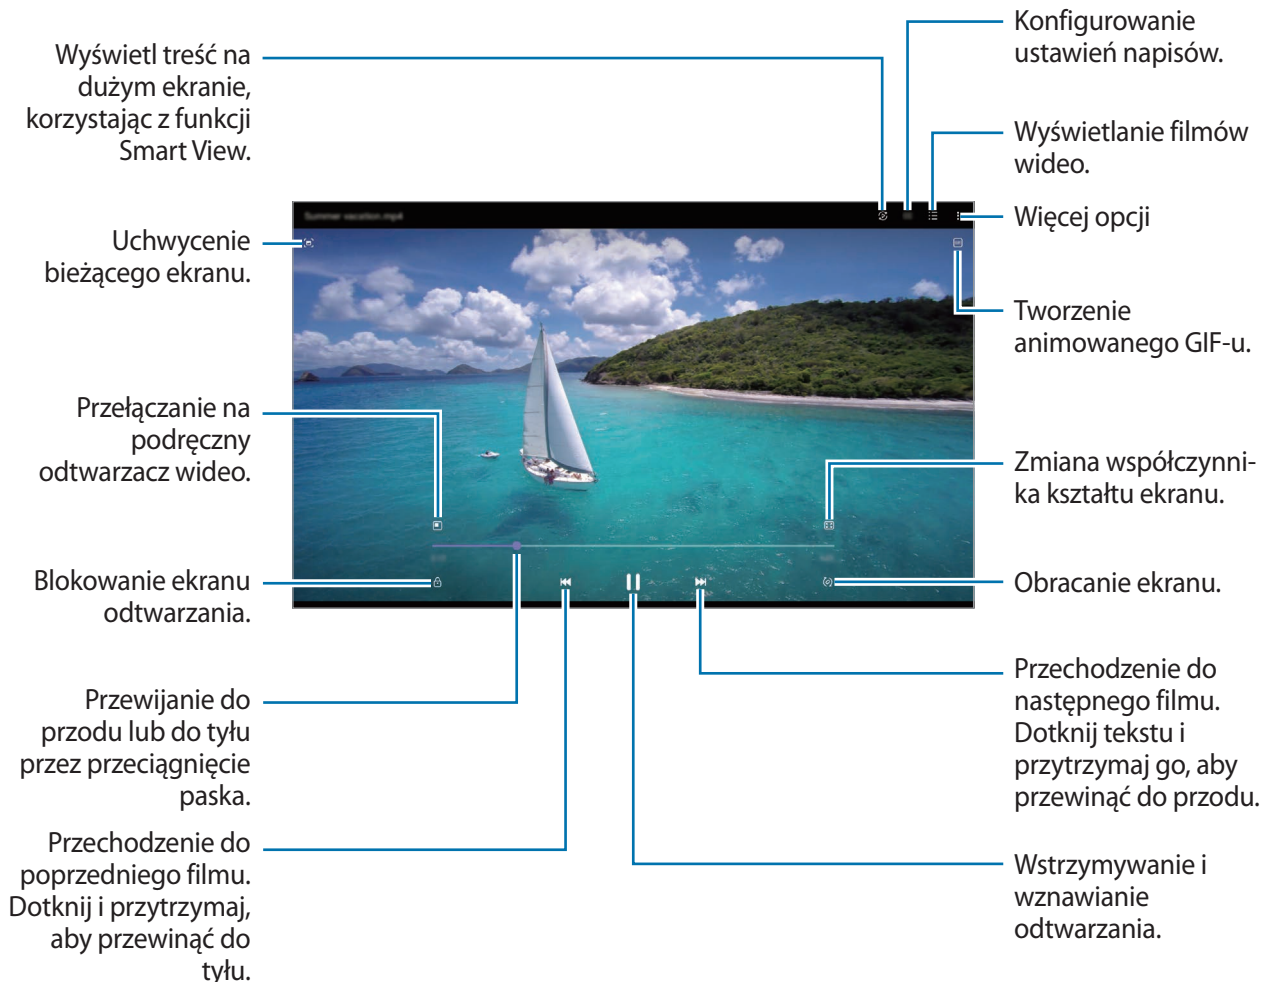 Wyświetl treść na
dużym ekranie,
korzystając z funkcji
Smart View.
Uchwycenie
bieżącego ekranu.
Przełączanie na
podręczny
odtwarzacz wideo.
Blokowanie ekranu
odtwarzania.
Przewijanie do
przodu lub do tyłu
przez przeciągnięcie
paska.
Przechodzenie do
poprzedniego filmu.
Dotknij i przytrzymaj,
aby przewinąć do
tyłu.
Summer vacation.mp4
Konfigurowanie
ustawień napisów.
Wyświetlanie filmów
wideo.
Więcej opcji
Tworzenie
animowanego GIF-u.
Zmiana współczynni-
ka kształtu ekranu.
Obracanie ekranu.
Przechodzenie do
następnego filmu.
Dotknij tekstu i
przytrzymaj go, aby
przewinąć do przodu.
Wstrzymywanie i
wznawianie
odtwarzania.